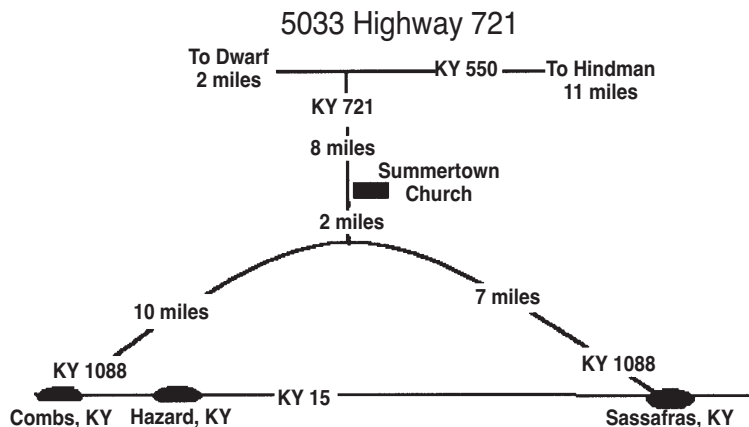 5033 Highway 721
To Dwarf
2 miles
KY 550
To Hindman
11 miles
KY 721
8 miles
Summertown
Church
2 miles
10 miles
7 miles
KY 1088
KY 1088
KY 15
Combs, KY
Hazard, KY
Sassafras, KY